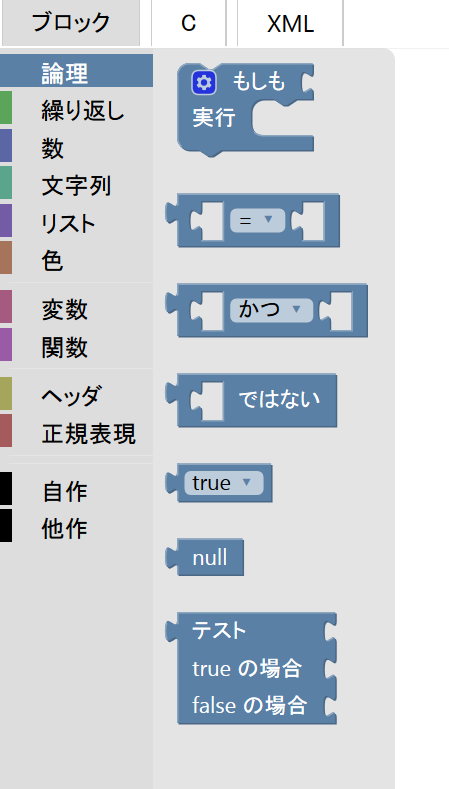 ブロック
C
XML
論理
繰り返し
数
文字列
リスト
色
変数
関数
ヘッダ
正規表現
自作
他作
もしも
実行
=
かつ
ではない
true
null
テスト
true の場合
false の場合